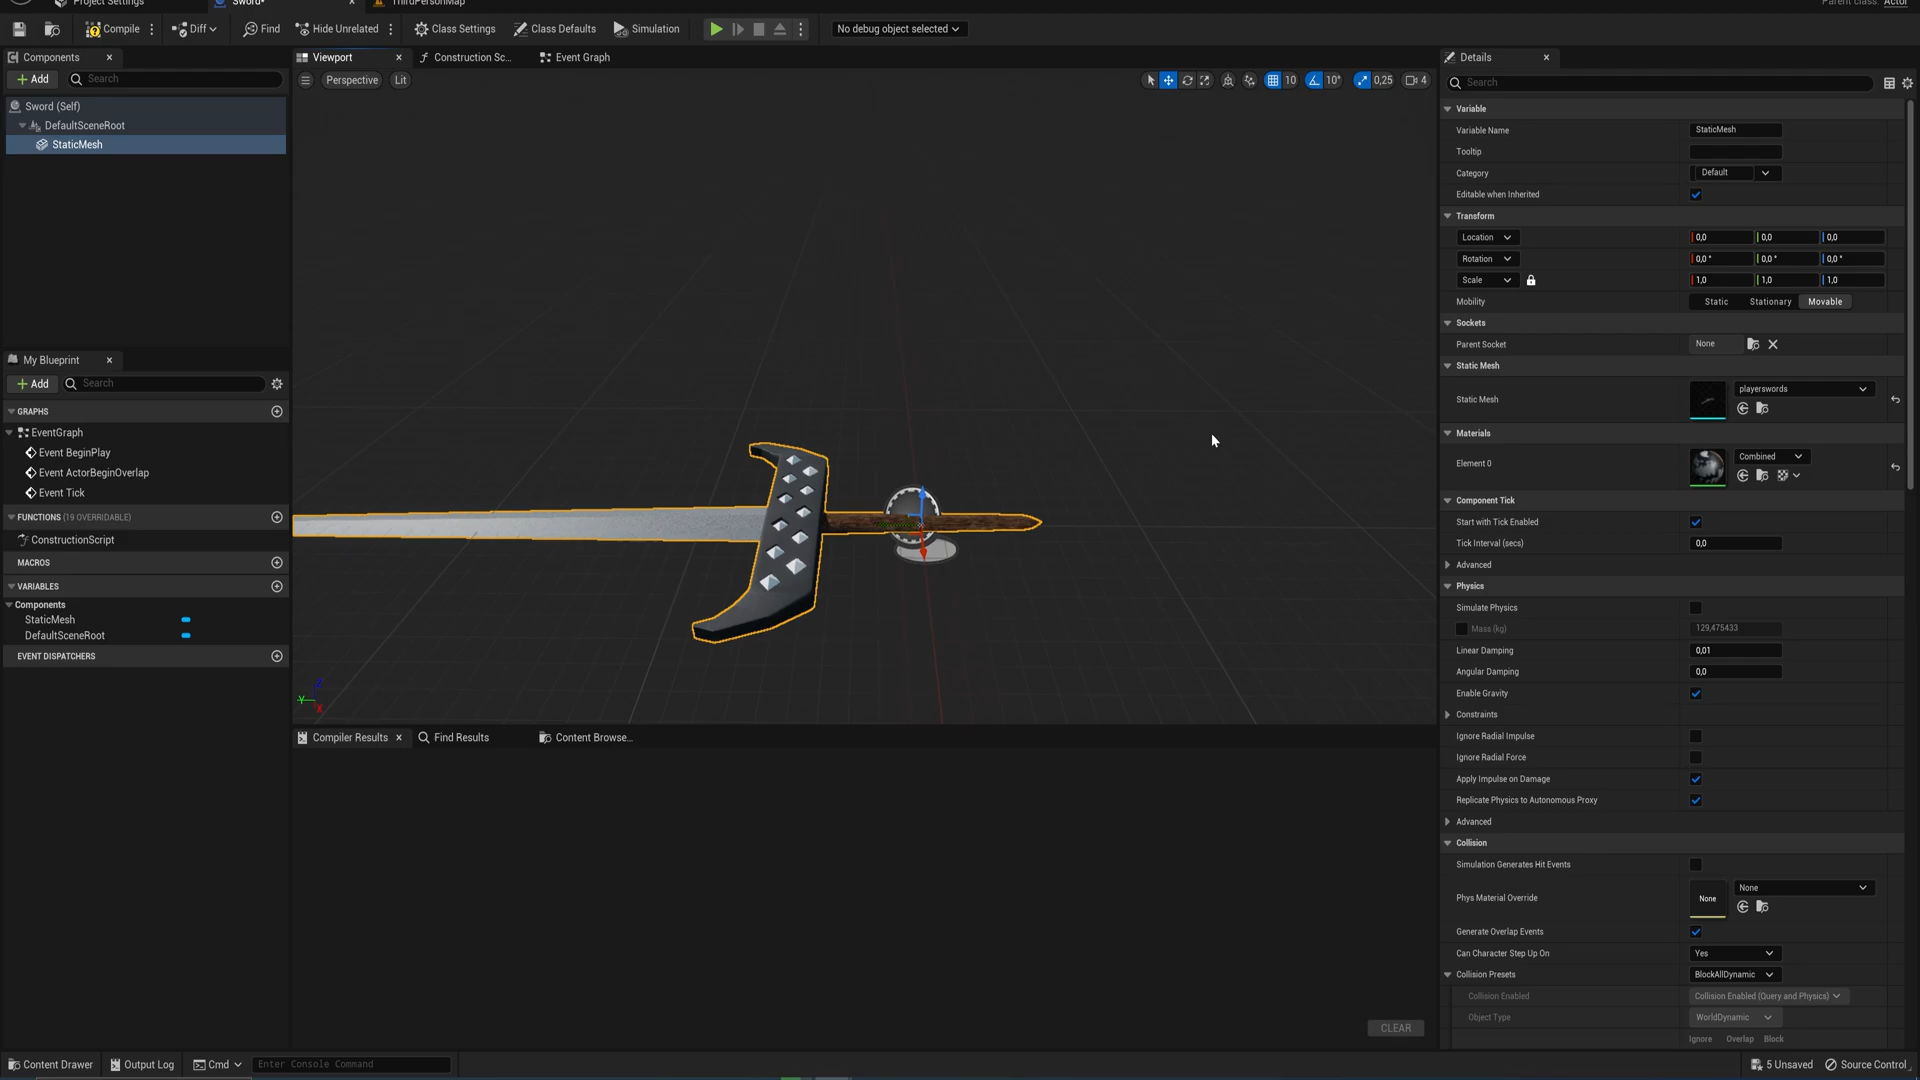 Project Settings
Sword*
ThirdPersonMap
Parent class: Actor
Compile
Diff
Find
Hide Unrelated
Class Settings
Class Defaults
Simulation
No debug object selected
Components
Add
Search
Sword (Self)
DefaultSceneRoot
StaticMesh
My Blueprint
Add
Search
GRAPHS
EventGraph
Event BeginPlay
Event ActorBeginOverlap
Event Tick
FUNCTIONS (19 OVERRIDABLE)
ConstructionScript
MACROS
VARIABLES
Components
StaticMesh
DefaultSceneRoot
EVENT DISPATCHERS
Viewport
Construction Sc...
Event Graph
Perspective
Lit
10
10°
0,25
4
Z
Y
X
Compiler Results
Find Results
Content Browse...
CLEAR
Details
Search
Variable
Variable Name StaticMesh
Tooltip
Category Default
Editable when Inherited
Transform
Location 0,0 0,0 0,0
Rotation 0,0 ° 0,0 ° 0,0 °
Scale 1,0 1,0 1,0
Mobility Static Stationary Movable
Sockets
Parent Socket None
Static Mesh
Static Mesh playerswords
Materials
Element 0 Combined
Component Tick
Start with Tick Enabled
Tick Interval (secs) 0,0
Advanced
Physics
Simulate Physics
Mass (kg) 129,475433
Linear Damping 0,01
Angular Damping 0,0
Enable Gravity
Constraints
Ignore Radial Impulse
Ignore Radial Force
Apply Impulse on Damage
Replicate Physics to Autonomous Proxy
Advanced
Collision
Simulation Generates Hit Events
Phys Material Override None None
Generate Overlap Events
Can Character Step Up On Yes
Collision Presets BlockAllDynamic
Collision Enabled Collision Enabled (Query and Physics)
Object Type WorldDynamic
Ignore Overlap Block
Content Drawer
Output Log
Cmd
Enter Console Command
5 Unsaved
Source Control